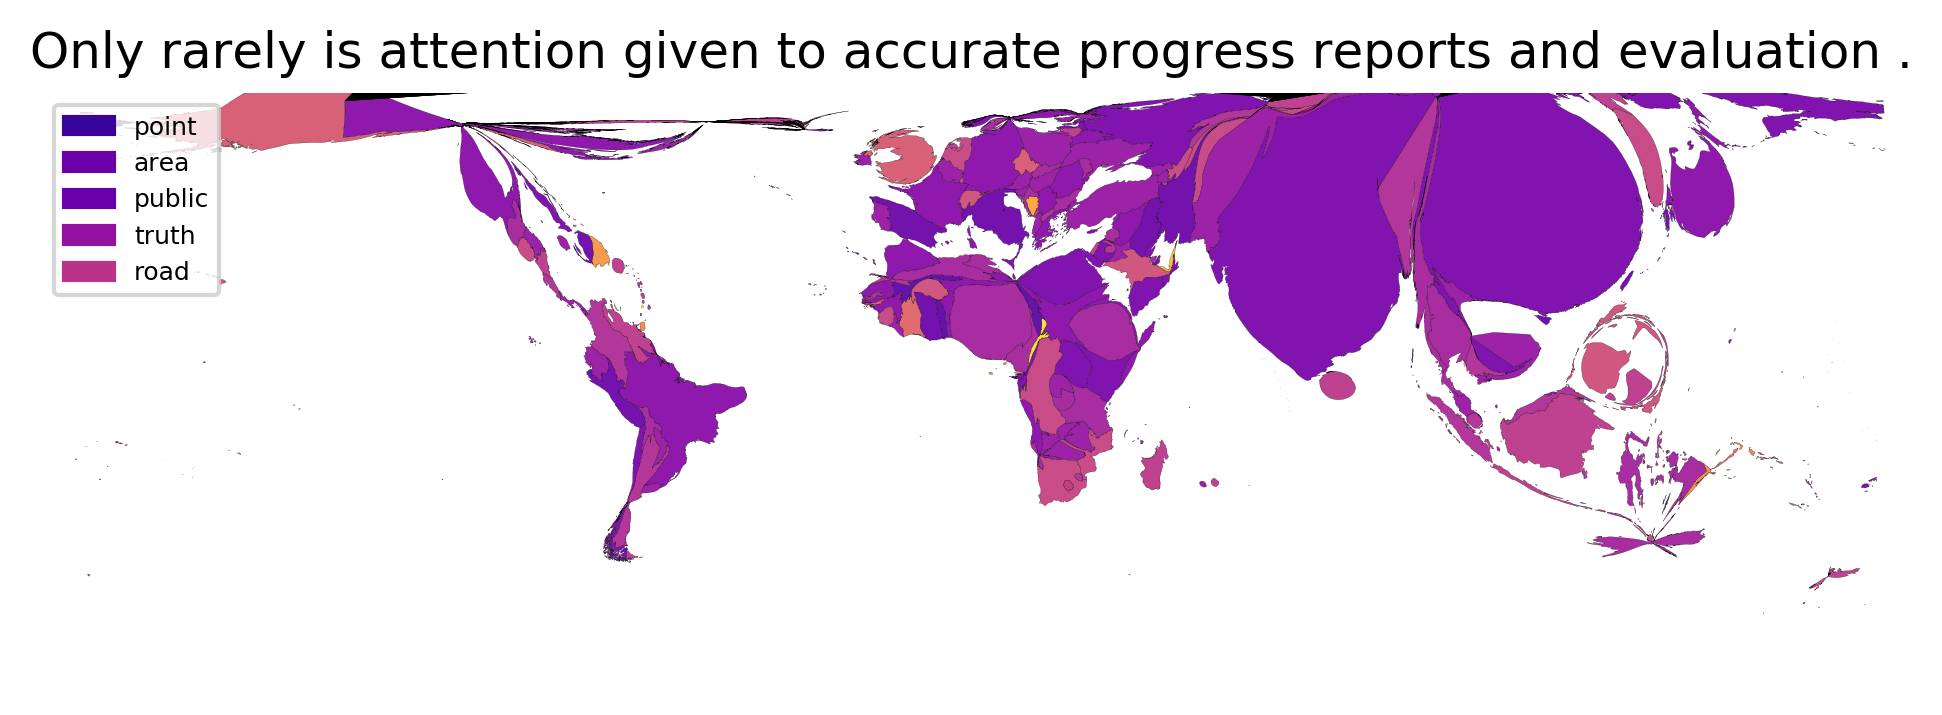 Only rarely is attention given to accurate progress reports and evaluation .
point
area
public
truth
road